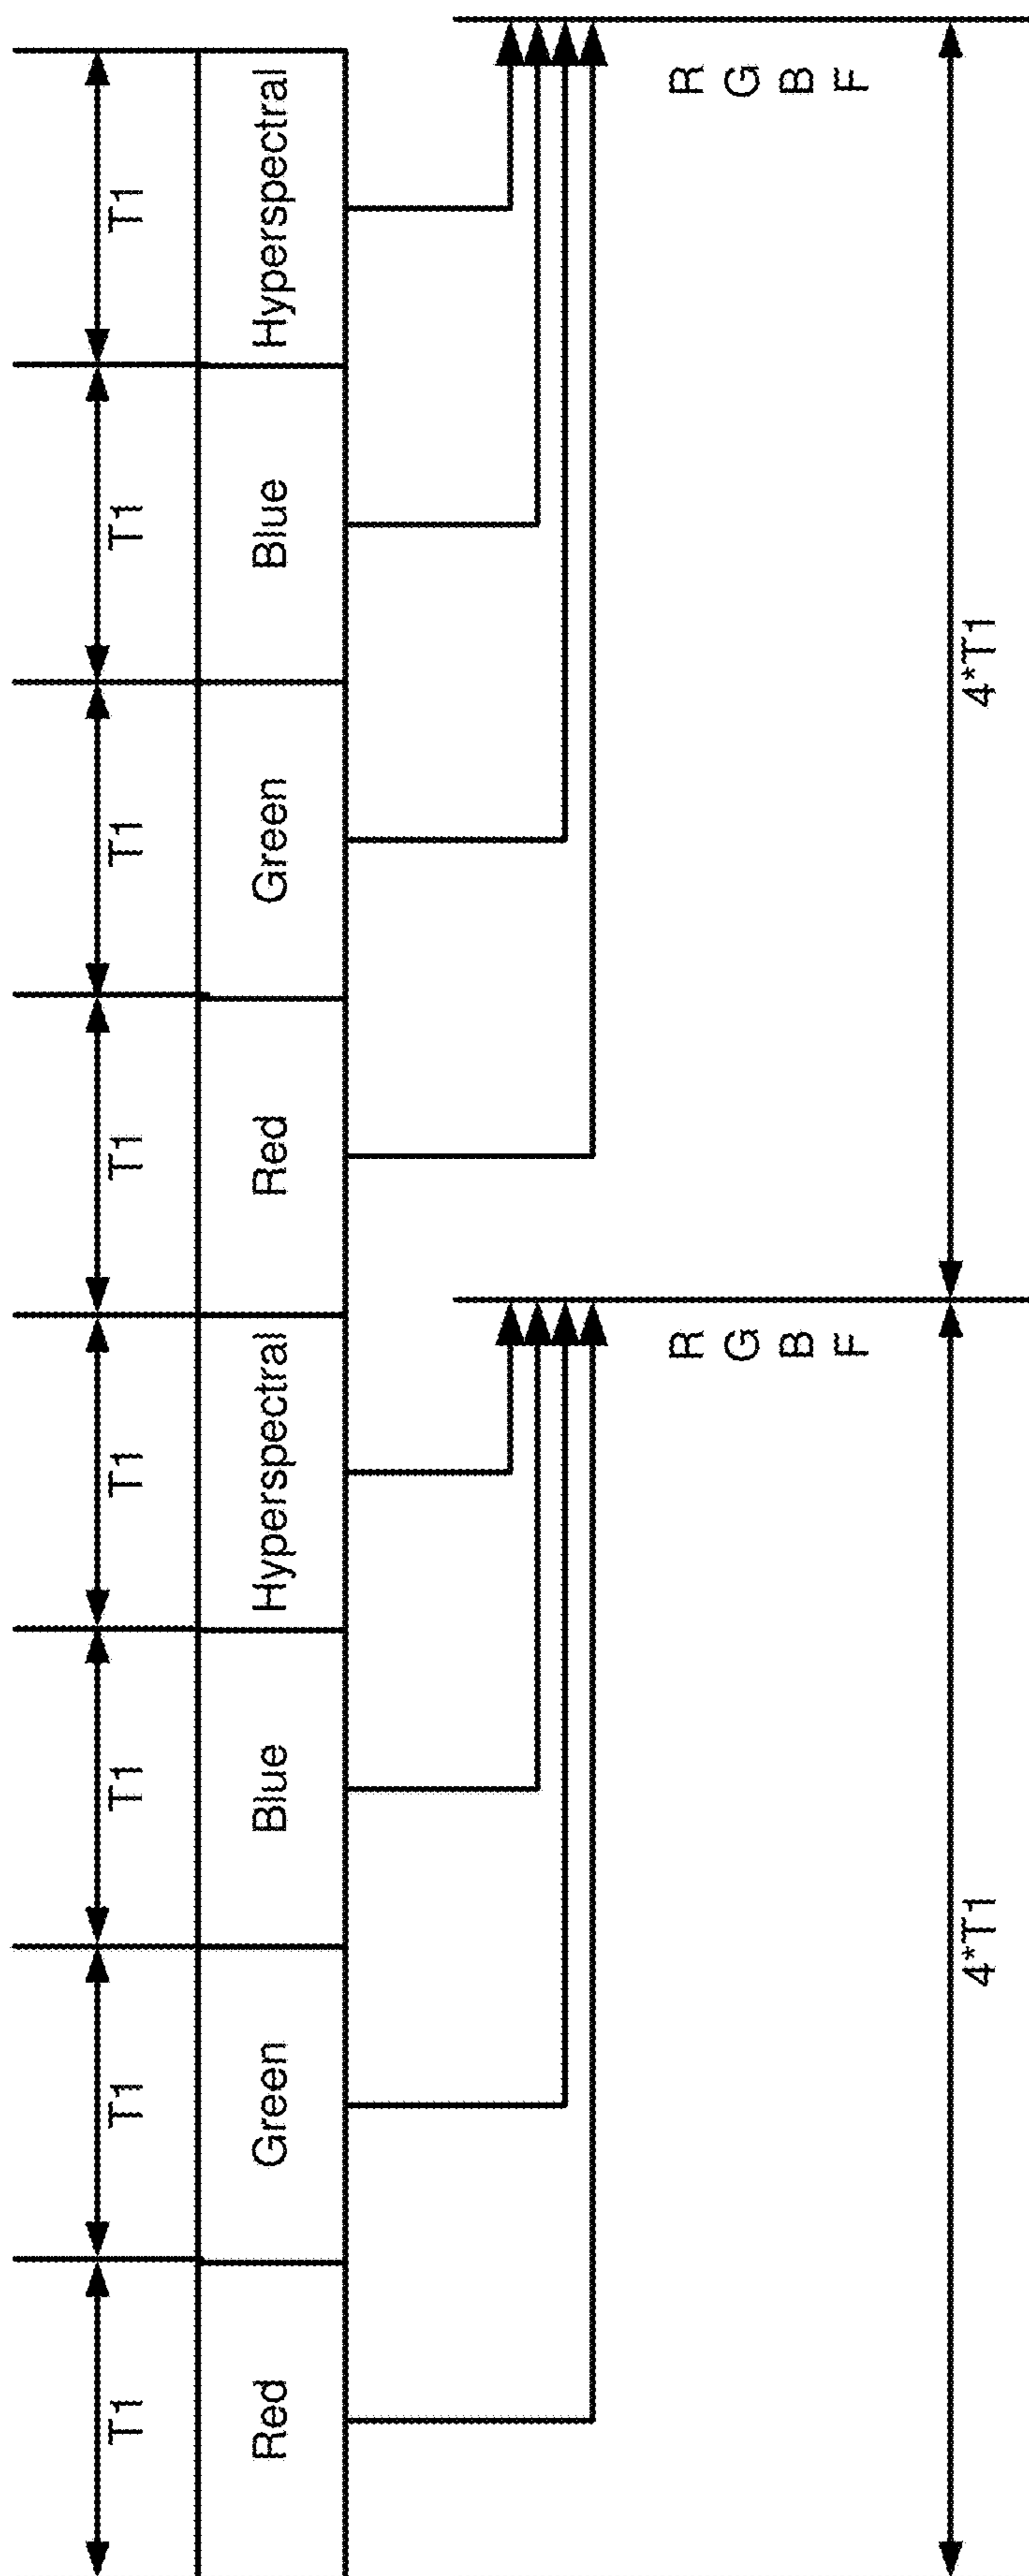 T1 T1 T1 T1 T1 T1 T1 T1
Red Green Blue Hyperspectral Red Green Blue Hyperspectral
R R
G G
B B
F F
4*T1 4*T1